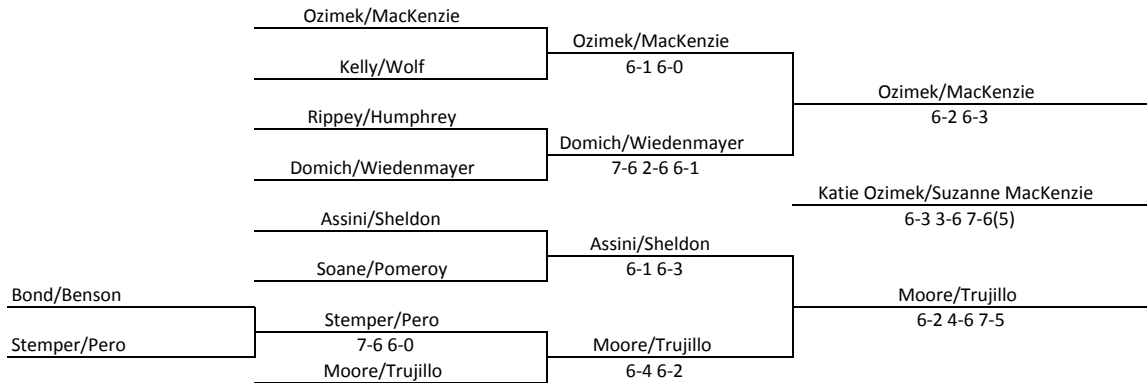 Ozimek/MacKenzie
Ozimek/MacKenzie
Kelly/Wolf
6-1 6-0
Ozimek/MacKenzie
Rippey/Humphrey
6-2 6-3
Domich/Wiedenmayer
Domich/Wiedenmayer
7-6 2-6 6-1
Katie Ozimek/Suzanne MacKenzie
Assini/Sheldon
6-3 3-6 7-6(5)
Assini/Sheldon
Soane/Pomeroy
6-1 6-3
Bond/Benson
Moore/Trujillo
Stemper/Pero
6-2 4-6 7-5
Stemper/Pero
7-6 6-0
Moore/Trujillo
Moore/Trujillo
6-4 6-2